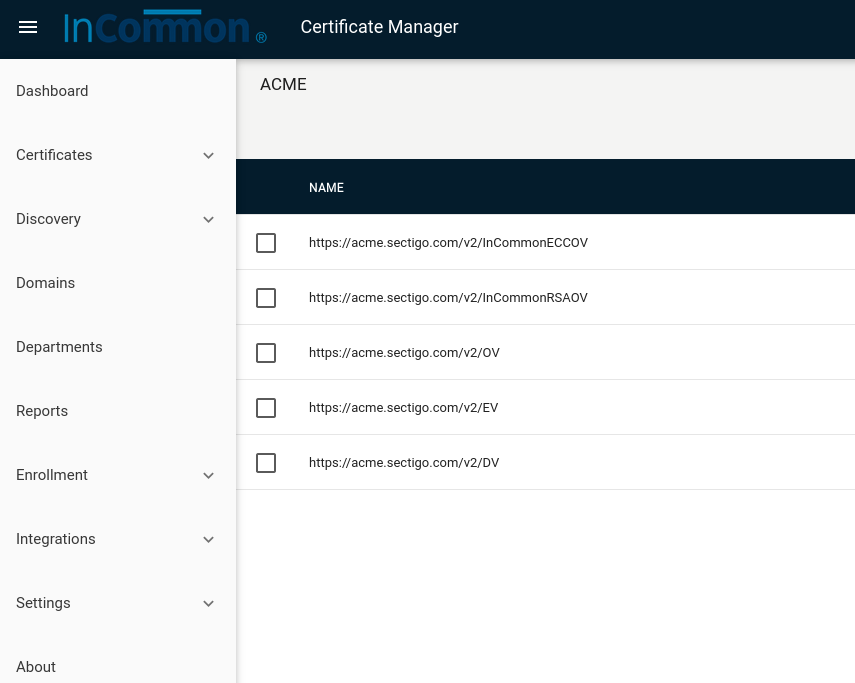 InCommon®
Certificate Manager
Dashboard
Certificates
Discovery
Domains
Departments
Reports
Enrollment
Integrations
Settings
About
ACME
NAME
https://acme.sectigo.com/v2/InCommonECCOV
https://acme.sectigo.com/v2/InCommonRSAOV
https://acme.sectigo.com/v2/OV
https://acme.sectigo.com/v2/EV
https://acme.sectigo.com/v2/DV